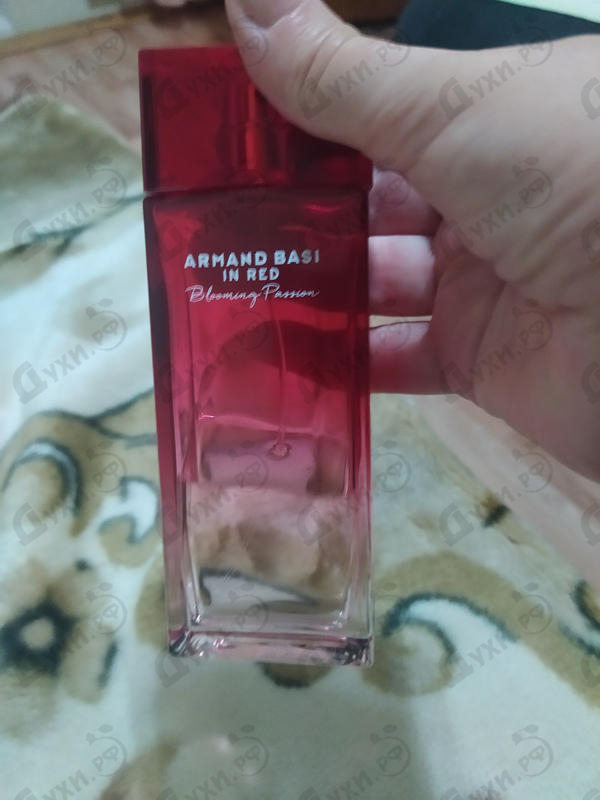 ARMAND BASI
IN RED
Blooming Passion
Духи.РФ